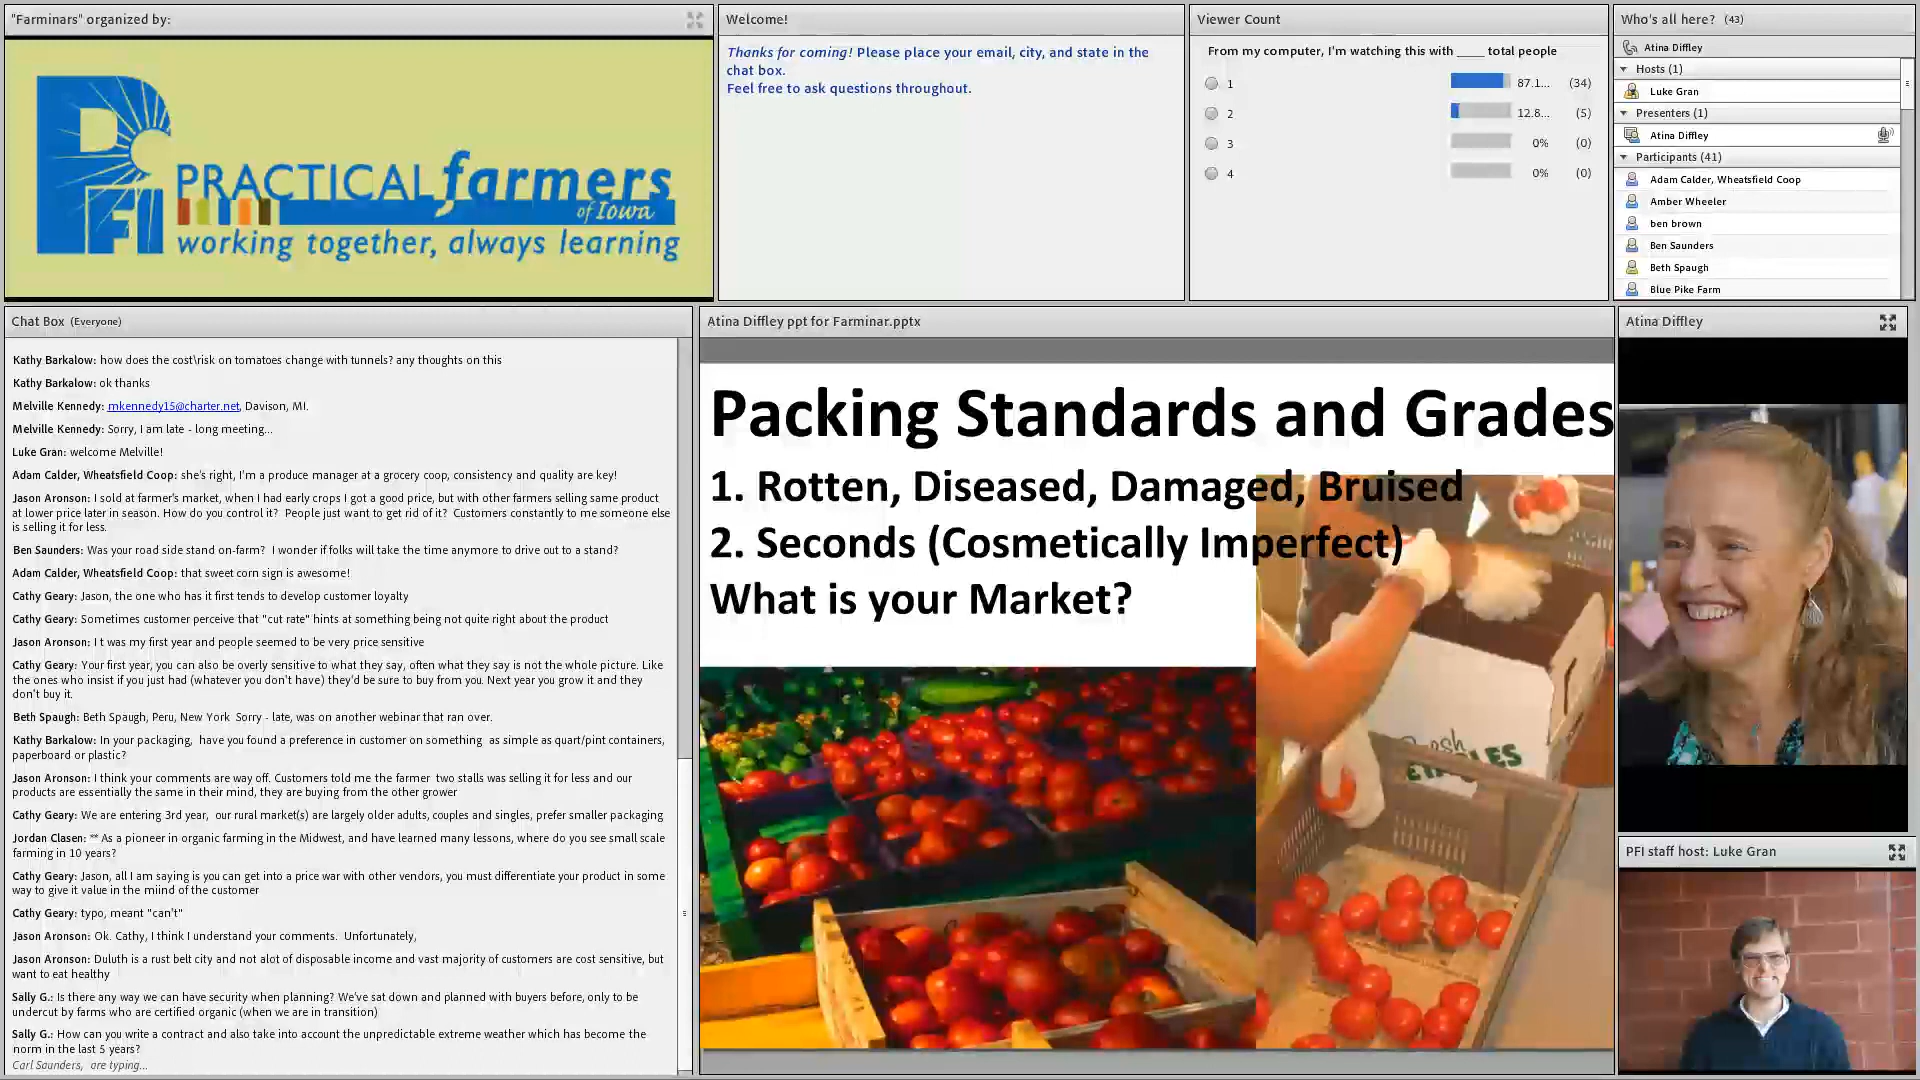 "Farminars" organized by:
PRACTICAL farmers
of Iowa
working together, always learning
PFI
Welcome!
Thanks for coming! Please place your email, city, and state in the
chat box.
Feel free to ask questions throughout.
Viewer Count
From my computer, I'm watching this with ____ total people
1 87.1... (34)
2 12.8... (5)
3 0% (0)
4 0% (0)
Who's all here? (43)
Atina Diffley
Hosts (1)
Luke Gran
Presenters (1)
Atina Diffley
Participants (41)
Adam Calder, Wheatsfield Coop
Amber Wheeler
ben brown
Ben Saunders
Beth Spaugh
Blue Pike Farm
Chat Box (Everyone)
Kathy Barkalow: how does the cost\risk on tomatoes change with tunnels? any thoughts on this
Kathy Barkalow: ok thanks
Melville Kennedy: mkennedy15@charter.net, Davison, MI.
Melville Kennedy: Sorry, I am late - long meeting...
Luke Gran: welcome Melville!
Adam Calder, Wheatsfield Coop: she's right, I'm a produce manager at a grocery coop, consistency and quality are key!
Jason Aronson: I sold at farmer's market, when I had early crops I got a good price, but with other farmers selling same product
at lower price later in season. How do you control it? People just want to get rid of it? Customers constantly to me someone else
is selling it for less.
Ben Saunders: Was your road side stand on-farm? I wonder if folks will take the time anymore to drive out to a stand?
Adam Calder, Wheatsfield Coop: that sweet corn sign is awesome!
Cathy Geary: Jason, the one who has it first tends to develop customer loyalty
Cathy Geary: Sometimes customer perceive that "cut rate" hints at something being not quite right about the product
Jason Aronson: I t was my first year and people seemed to be very price sensitive
Cathy Geary: Your first year, you can also be overly sensitive to what they say, often what they say is not the whole picture. Like
the ones who insist if you just had (whatever you don't have) they'd be sure to buy from you. Next year you grow it and they
don't buy it.
Beth Spaugh: Beth Spaugh, Peru, New York Sorry - late, was on another webinar that ran over.
Kathy Barkalow: In your packaging, have you found a preference in customer on something as simple as quart/pint containers,
paperboard or plastic?
Jason Aronson: I think your comments are way off. Customers told me the farmer two stalls was selling it for less and our
products are essentially the same in their mind, they are buying from the other grower
Cathy Geary: We are entering 3rd year, our rural market(s) are largely older adults, couples and singles, prefer smaller packaging
Jordan Clasen: ** As a pioneer in organic farming in the Midwest, and have learned many lessons, where do you see small scale
farming in 10 years?
Cathy Geary: Jason, all I am saying is you can get into a price war with other vendors, you must differentiate your product in some
way to give it value in the miind of the customer
Cathy Geary: typo, meant "can't"
Jason Aronson: Ok. Cathy, I think I understand your comments. Unfortunately,
Jason Aronson: Duluth is a rust belt city and not alot of disposable income and vast majority of customers are cost sensitive, but
want to eat healthy
Sally G.: Is there any way we can have security when planning? We've sat down and planned with buyers before, only to be
undercut by farms who are certified organic (when we are in transition)
Sally G.: How can you write a contract and also take into account the unpredictable extreme weather which has become the
norm in the last 5 years?
Carl Saunders, are typing...
Atina Diffley ppt for Farminar.pptx
Packing Standards and Grades
1. Rotten, Diseased, Damaged, Bruised
2. Seconds (Cosmetically Imperfect)
What is your Market?
Atina Diffley
PFI staff host: Luke Gran